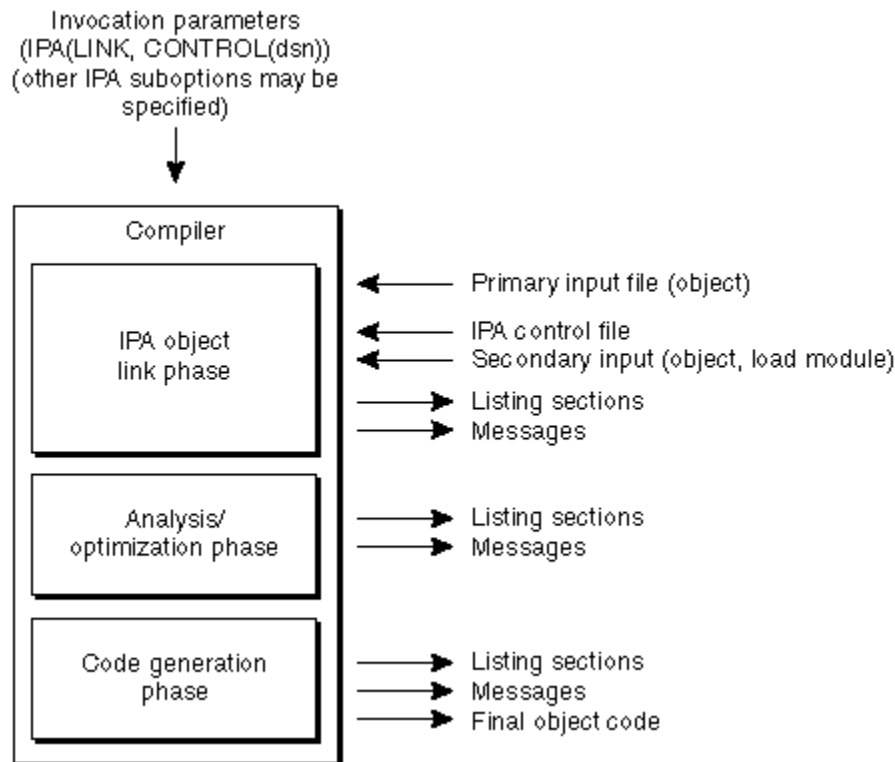 Invocation parameters
(IPA(LINK, CONTROL(dsn))
(other IPA suboptions may be
specified)
Compiler
IPA object
link phase
Primary input file (object)
IPA control file
Secondary input (object, load module)
Listing sections
Messages
Analysis/
optimization phase
Listing sections
Messages
Code generation
phase
Listing sections
Messages
Final object code